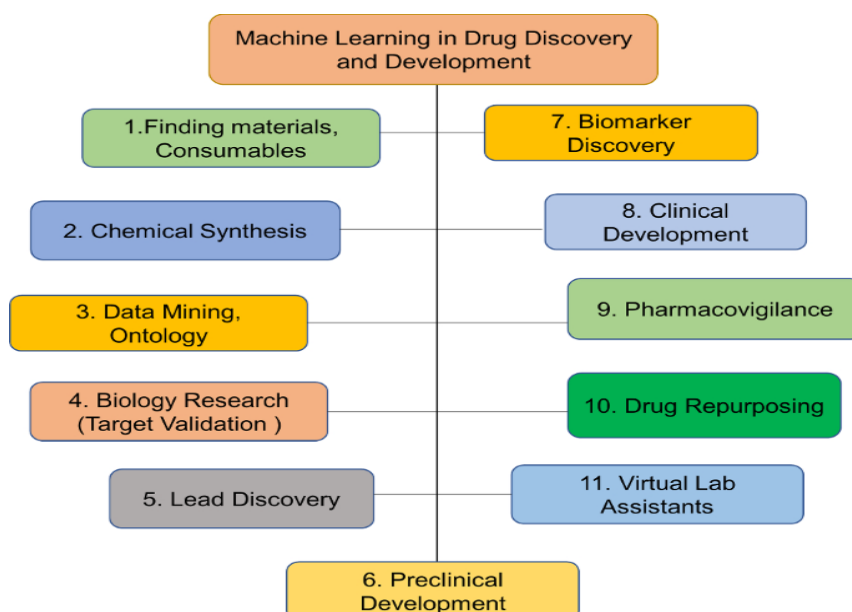 Machine Learning in Drug Discovery
and Development
1.Finding materials,
Consumables
2. Chemical Synthesis
3. Data Mining,
Ontology
4. Biology Research
(Target Validation )
5. Lead Discovery
6. Preclinical
Development
7. Biomarker
Discovery
8. Clinical
Development
9. Pharmacovigilance
10. Drug Repurposing
11. Virtual Lab
Assistants